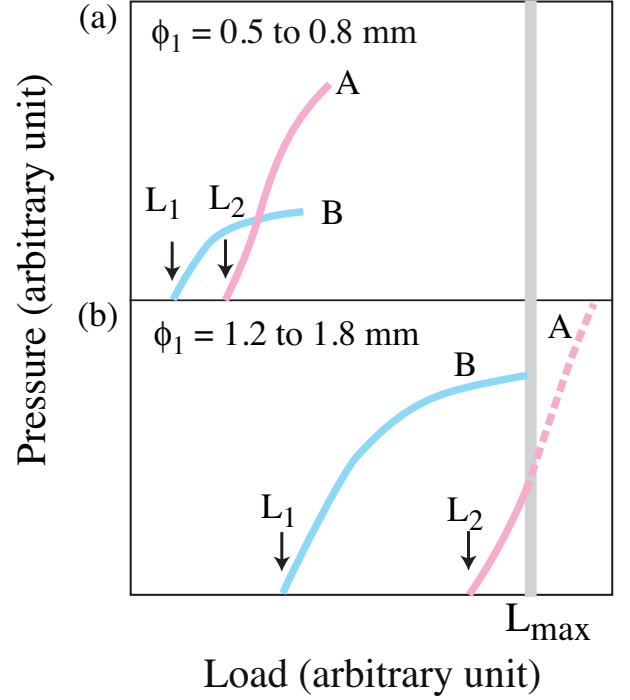 (a)
ϕ₁ = 0.5 to 0.8 mm
A
L₁
L₂
B
(b)
ϕ₁ = 1.2 to 1.8 mm
A
B
L₁
L₂
Lmax
Load (arbitrary unit)
Pressure (arbitrary unit)